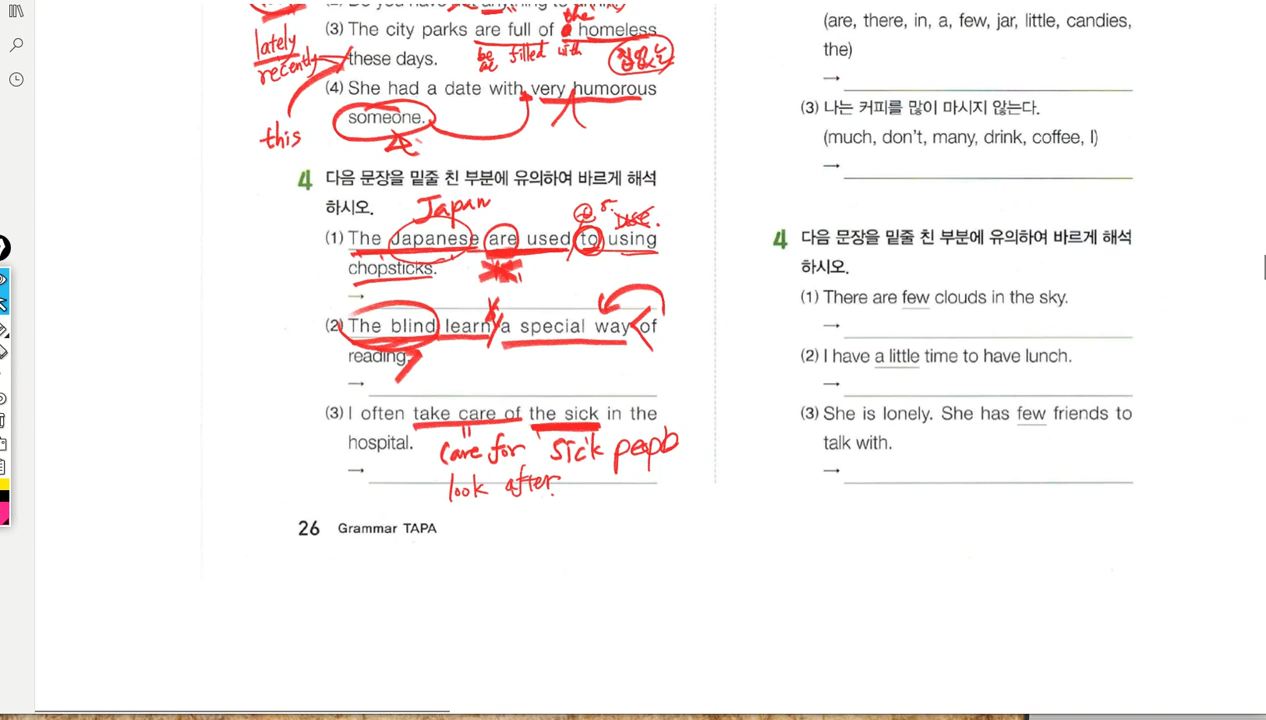 (3) The city parks are full of homeless
the
lately
recently
these days.
be
filled
with
집없는
(4) She had a date with very humorous
someone.
this
4 다음 문장을 밑줄 친 부분에 유의하여 바르게 해석
하시오.
Japan
use.
(1) The Japanese are used to using
chopsticks.
→
(2) The blind learn a special way of
reading.
→
(3) I often take care of the sick in the
hospital.
care for sick
look after.
→
26 Grammar TAPA
(are, there, in, a, few, jar, little, candies,
the)
→
(3) 나는 커피를 많이 마시지 않는다.
(much, don't, many, drink, coffee, I)
→
4 다음 문장을 밑줄 친 부분에 유의하여 바르게 해석
하시오.
(1) There are few clouds in the sky.
→
(2) I have a little time to have lunch.
→
(3) She is lonely. She has few friends to
talk with.
→